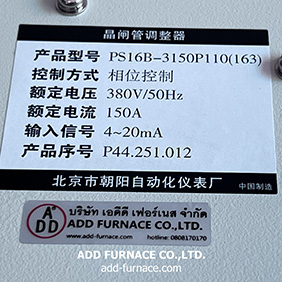 晶闸管调整器
产品型号 PS16B-3150P110(163)
控制方式 相位控制
额定电压 380V/50Hz
额定电流 150A
输入信号 4~20mA
产品序号 P44.251.012
北京市朝阳自动化仪表厂 中国制造
ADD
บริษัท เอดีดี เฟอร์เนส จำกัด
ADD FURNACE CO.,LTD.
www.add-furnace.com hotline: 0808170170
ADD FURNACE CO.,LTD.
add-furnace.com